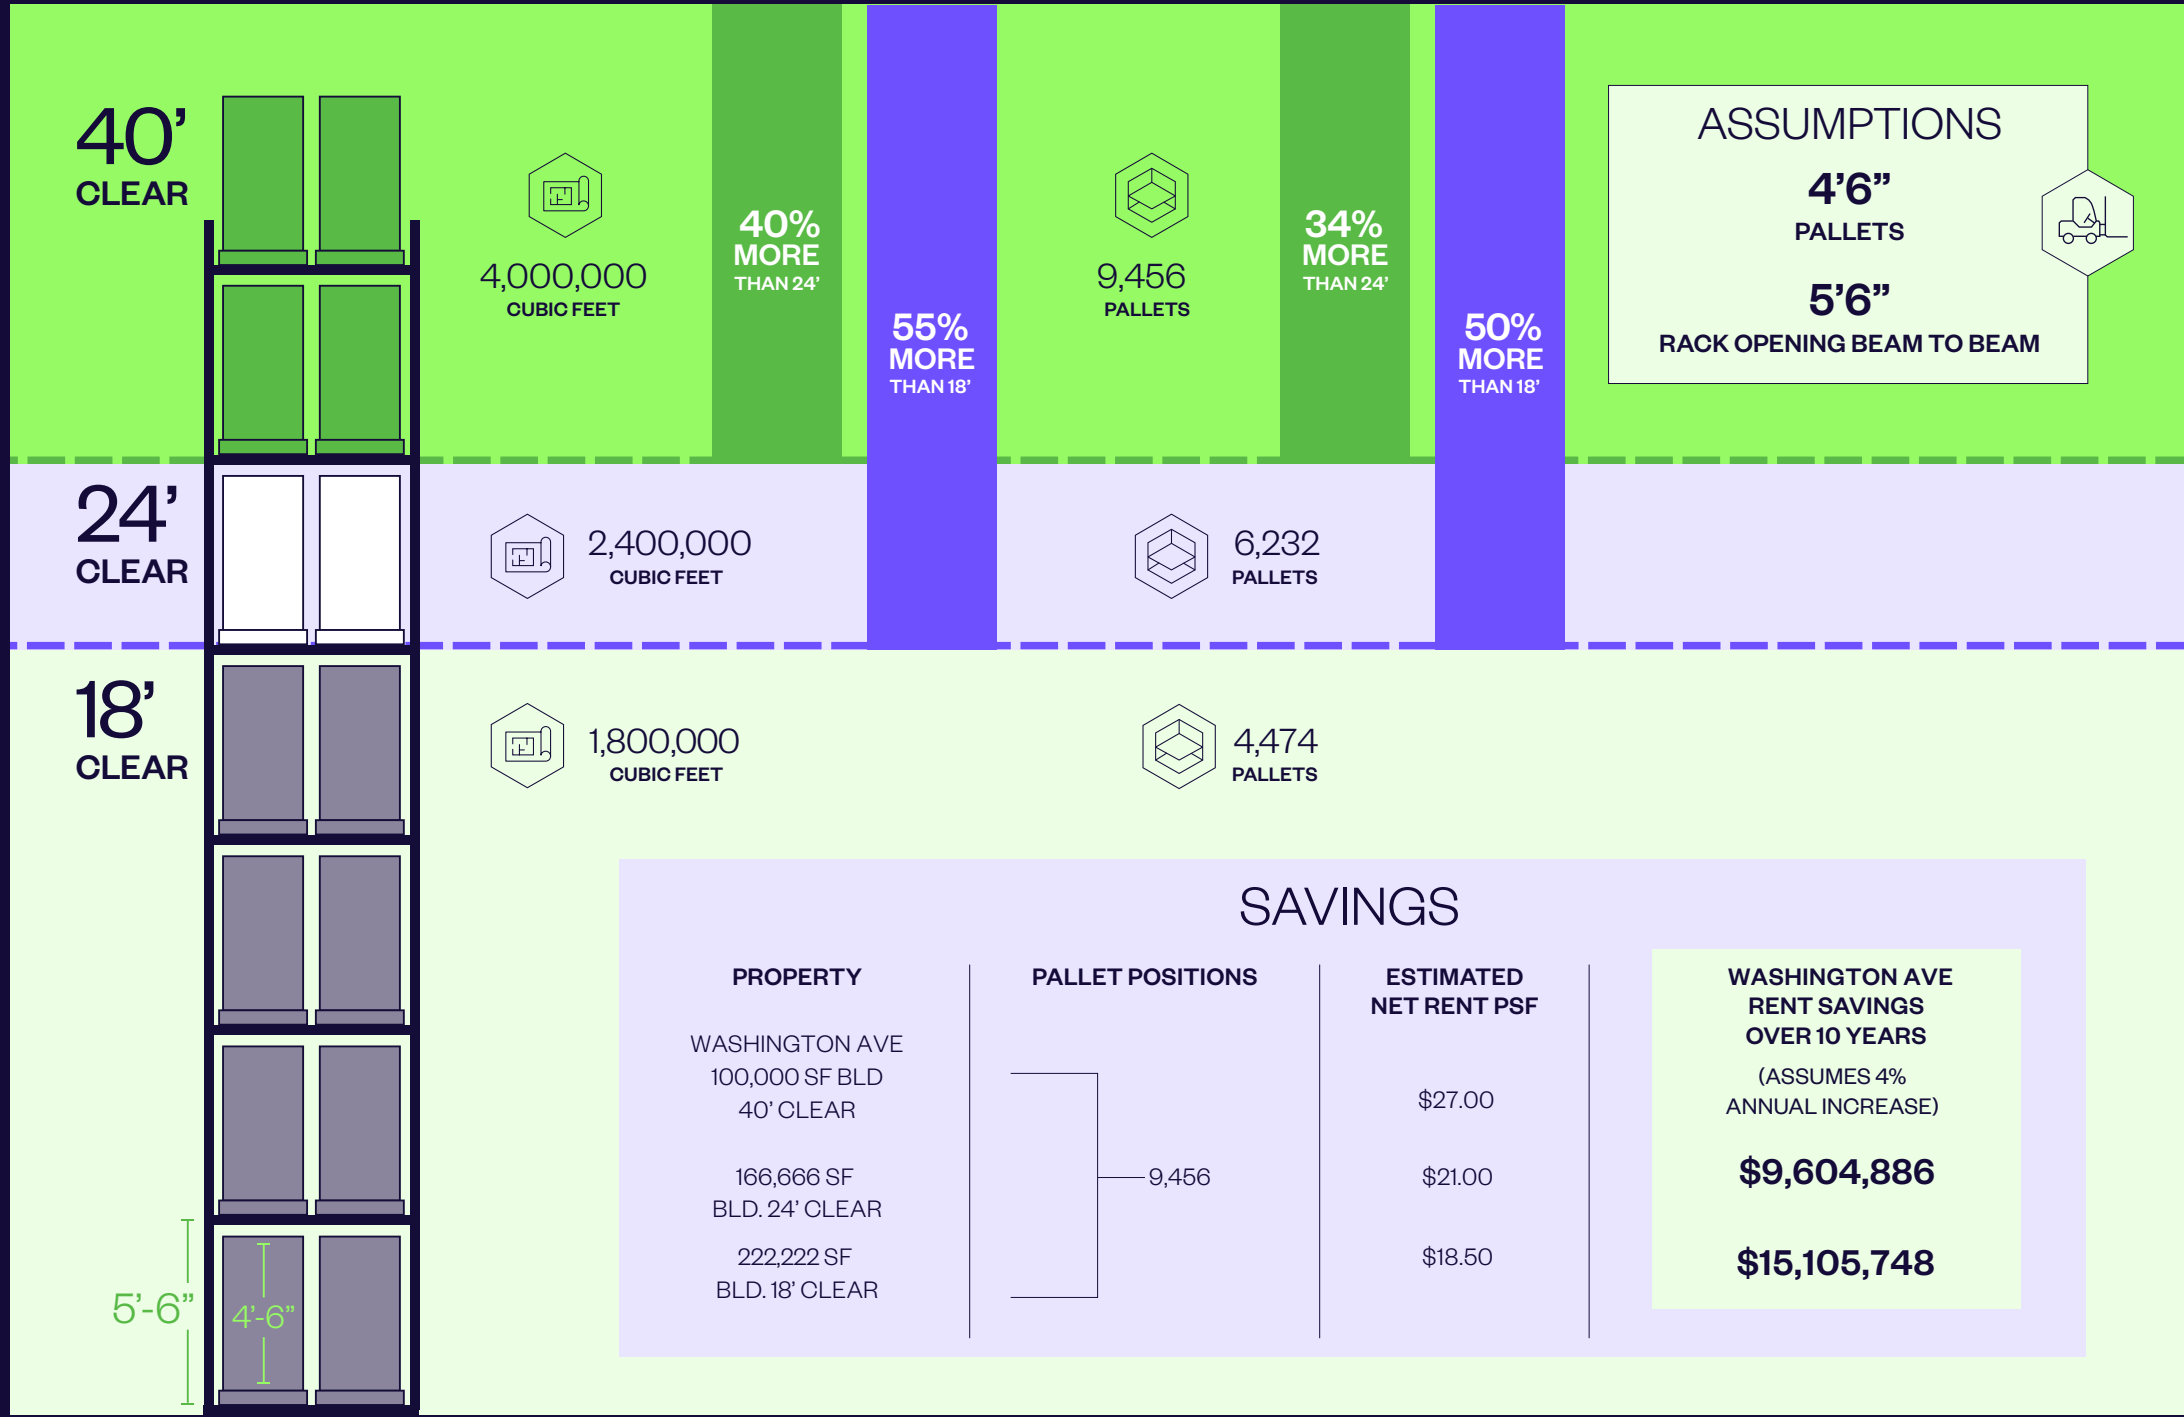 40’
CLEAR
4,000,000
CUBIC FEET
40%
MORE
THAN 24’
55%
MORE
THAN 18’
9,456
PALLETS
34%
MORE
THAN 24’
50%
MORE
THAN 18’
ASSUMPTIONS
4’6”
PALLETS
5’6”
RACK OPENING BEAM TO BEAM
24’
CLEAR
2,400,000
CUBIC FEET
6,232
PALLETS
18’
CLEAR
1,800,000
CUBIC FEET
4,474
PALLETS
5’-6”
4’-6”
SAVINGS
PROPERTY
WASHINGTON AVE
100,000 SF BLD
40’ CLEAR
166,666 SF
BLD. 24’ CLEAR
222,222 SF
BLD. 18’ CLEAR
PALLET POSITIONS
9,456
ESTIMATED
NET RENT PSF
$27.00
$21.00
$18.50
WASHINGTON AVE
RENT SAVINGS
OVER 10 YEARS
(ASSUMES 4%
ANNUAL INCREASE)
$9,604,886
$15,105,748